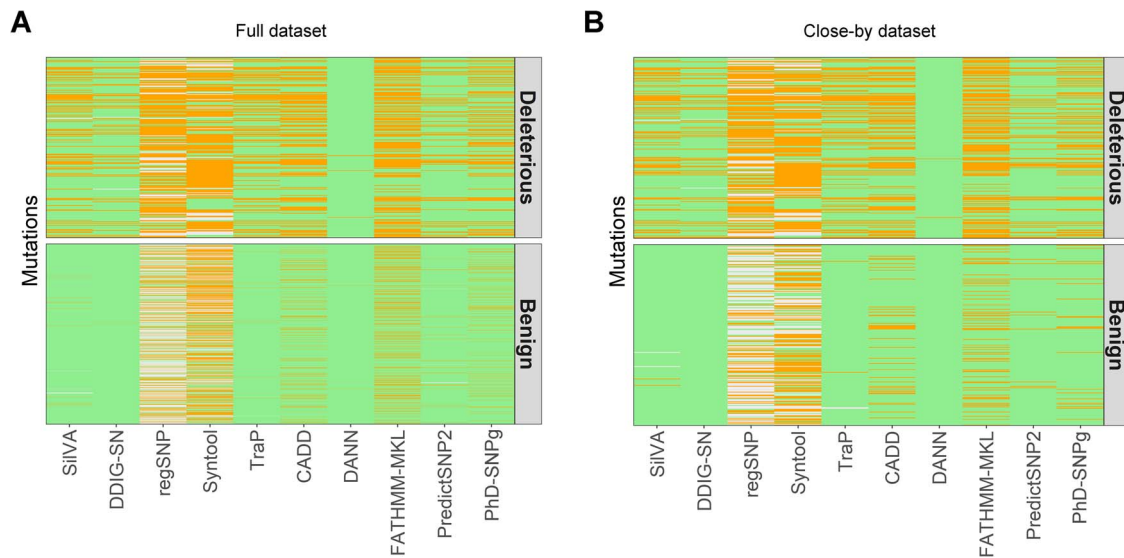 A
Full dataset
Mutations
Deleterious
Benign
SilVA
DDIG-SN
regSNP
Syntool
TraP
CADD
DANN
FATHMM-MKL
PredictSNP2
PhD-SNPg
B
Close-by dataset
Mutations
Deleterious
Benign
SilVA
DDIG-SN
regSNP
Syntool
TraP
CADD
DANN
FATHMM-MKL
PredictSNP2
PhD-SNPg